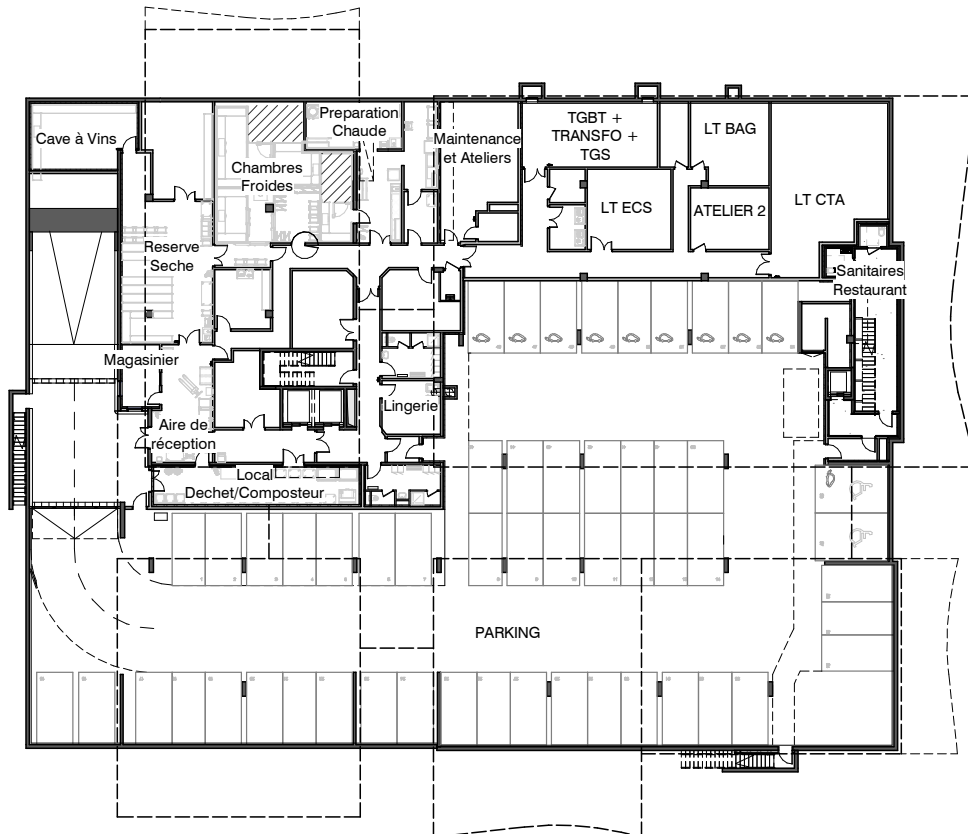 Cave à Vins
Preparation
Chaude
Chambres
Froides
Maintenance
et Ateliers
TGBT +
TRANSFO +
TGS
LT BAG
LT ECS
ATELIER 2
LT CTA
Reserve
Seche
Sanitaires
Restaurant
Magasinier
Lingerie
Aire de
réception
Local
Dechet/Composteur
PARKING